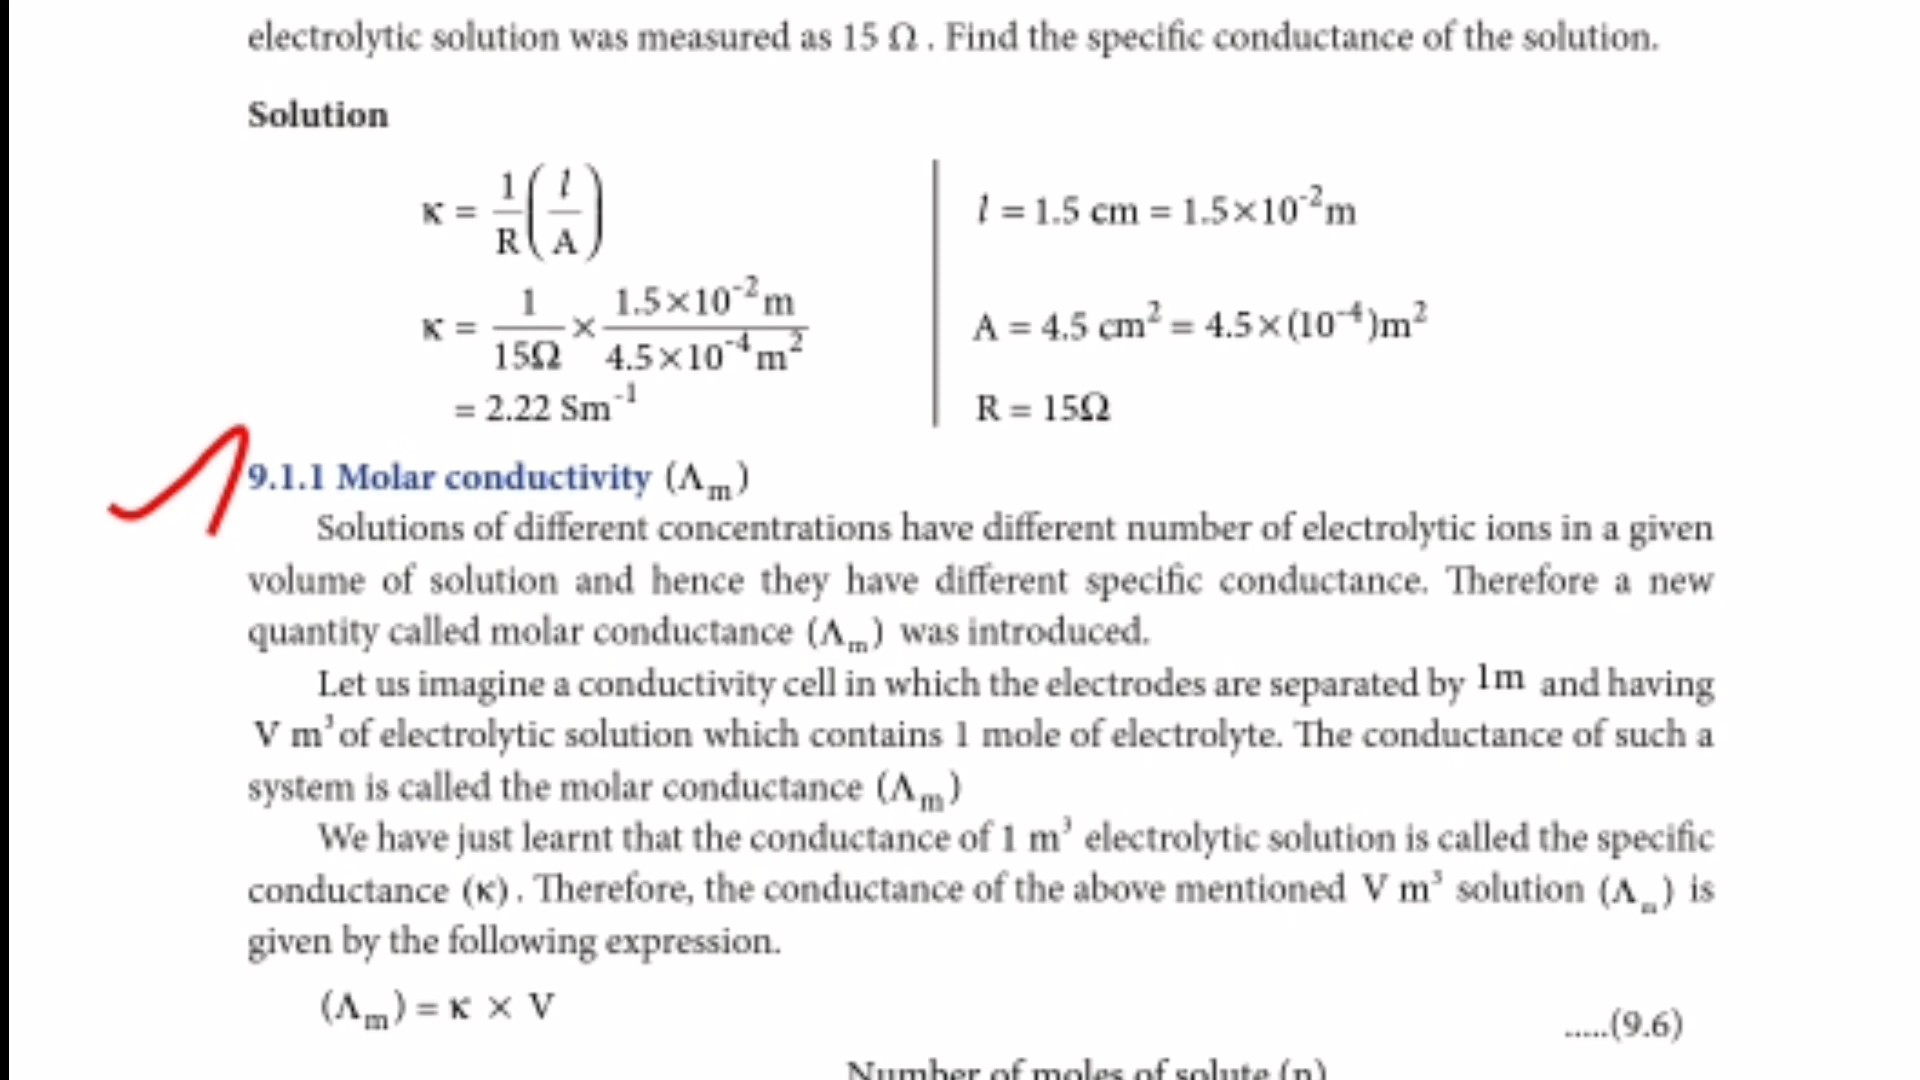 electrolytic solution was measured as 15 Ω . Find the specific conductance of the solution.
Solution
κ = 1/R (l/A)
l = 1.5 cm = 1.5×10⁻²m
κ = 1/15Ω × 1.5×10⁻²m/4.5×10⁻⁴m²
A = 4.5 cm² = 4.5×(10⁻⁴)m²
= 2.22 Sm⁻¹
R = 15Ω
9.1.1 Molar conductivity (Λₘ)
Solutions of different concentrations have different number of electrolytic ions in a given
volume of solution and hence they have different specific conductance. Therefore a new
quantity called molar conductance (Λₘ) was introduced.
Let us imagine a conductivity cell in which the electrodes are separated by 1m and having
V m³ of electrolytic solution which contains 1 mole of electrolyte. The conductance of such a
system is called the molar conductance (Λₘ)
We have just learnt that the conductance of 1 m³ electrolytic solution is called the specific
conductance (κ). Therefore, the conductance of the above mentioned V m³ solution (Λₘ) is
given by the following expression.
(Λₘ) = κ × V
.....(9.6)
Number of moles of solute (n)